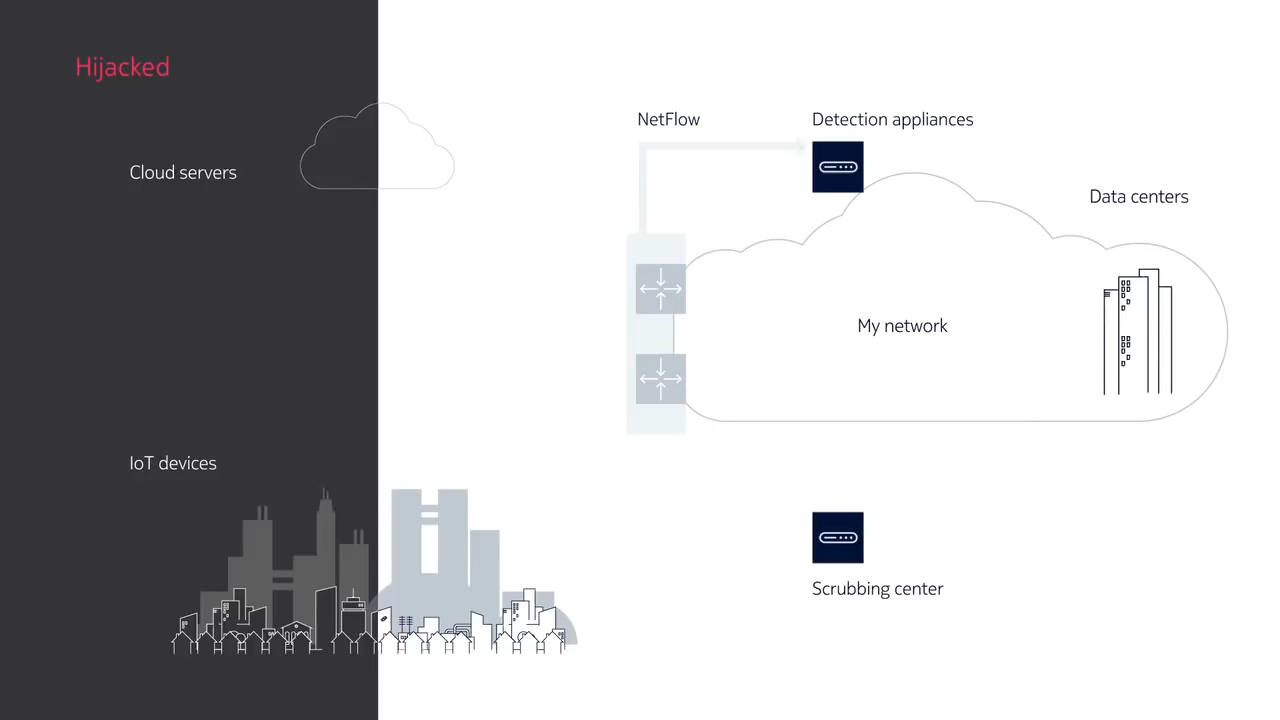 Hijacked
Cloud servers
IoT devices
NetFlow
Detection appliances
Data centers
My network
Scrubbing center